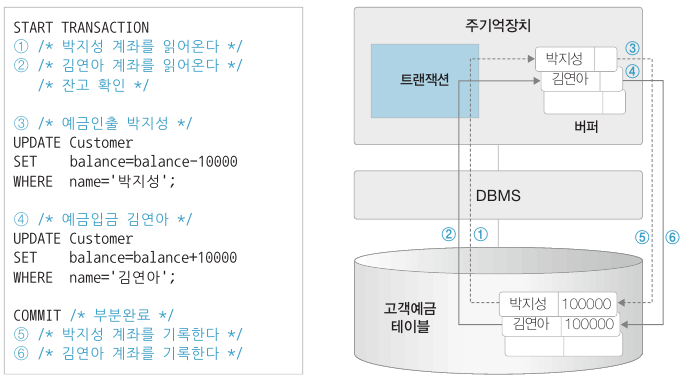 START TRANSACTION
① /* 박지성 계좌를 읽어온다 */
② /* 김연아 계좌를 읽어온다 */
/* 잔고 확인 */
③ /* 예금인출 박지성 */
UPDATE Customer
SET balance=balance-10000
WHERE name='박지성';
④ /* 예금입금 김연아 */
UPDATE Customer
SET balance=balance+10000
WHERE name='김연아';
COMMIT /* 부분완료 */
⑤ /* 박지성 계좌를 기록한다 */
⑥ /* 김연아 계좌를 기록한다 */
주기억장치
트랜잭션
박지성
③
김연아
④
버퍼
DBMS
② ① ⑤ ⑥
고객예금
테이블
박지성 100000
김연아 100000